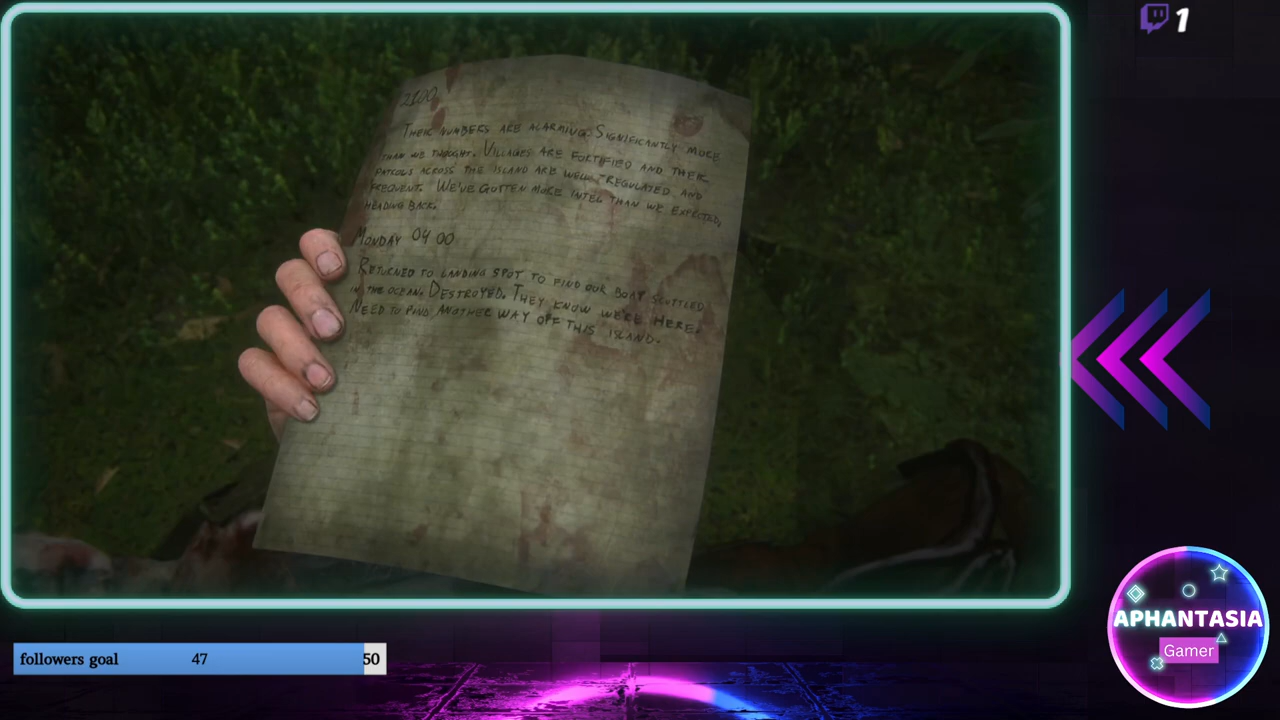 1
2100
THEIR NUMBERS ARE ALARMING. SIGNIFICANTLY MORE
THAN WE THOUGHT. VILLAGES ARE FORTIFIED AND THEIR
PATROLS ACROSS THE ISLAND ARE WELL-REGULATED AND
FREQUENT. WE'VE GOTTEN MORE INTEL THAN WE EXPECTED,
HEADING BACK.
MONDAY 04 00
RETURNED TO LANDING SPOT TO FIND OUR BOAT SCUTTLED
IN THE OCEAN. DESTROYED. THEY KNOW WE'RE HERE.
NEED TO FIND ANOTHER WAY OFF THIS ISLAND.
APHANTASIA
Gamer
followers goal 47 50